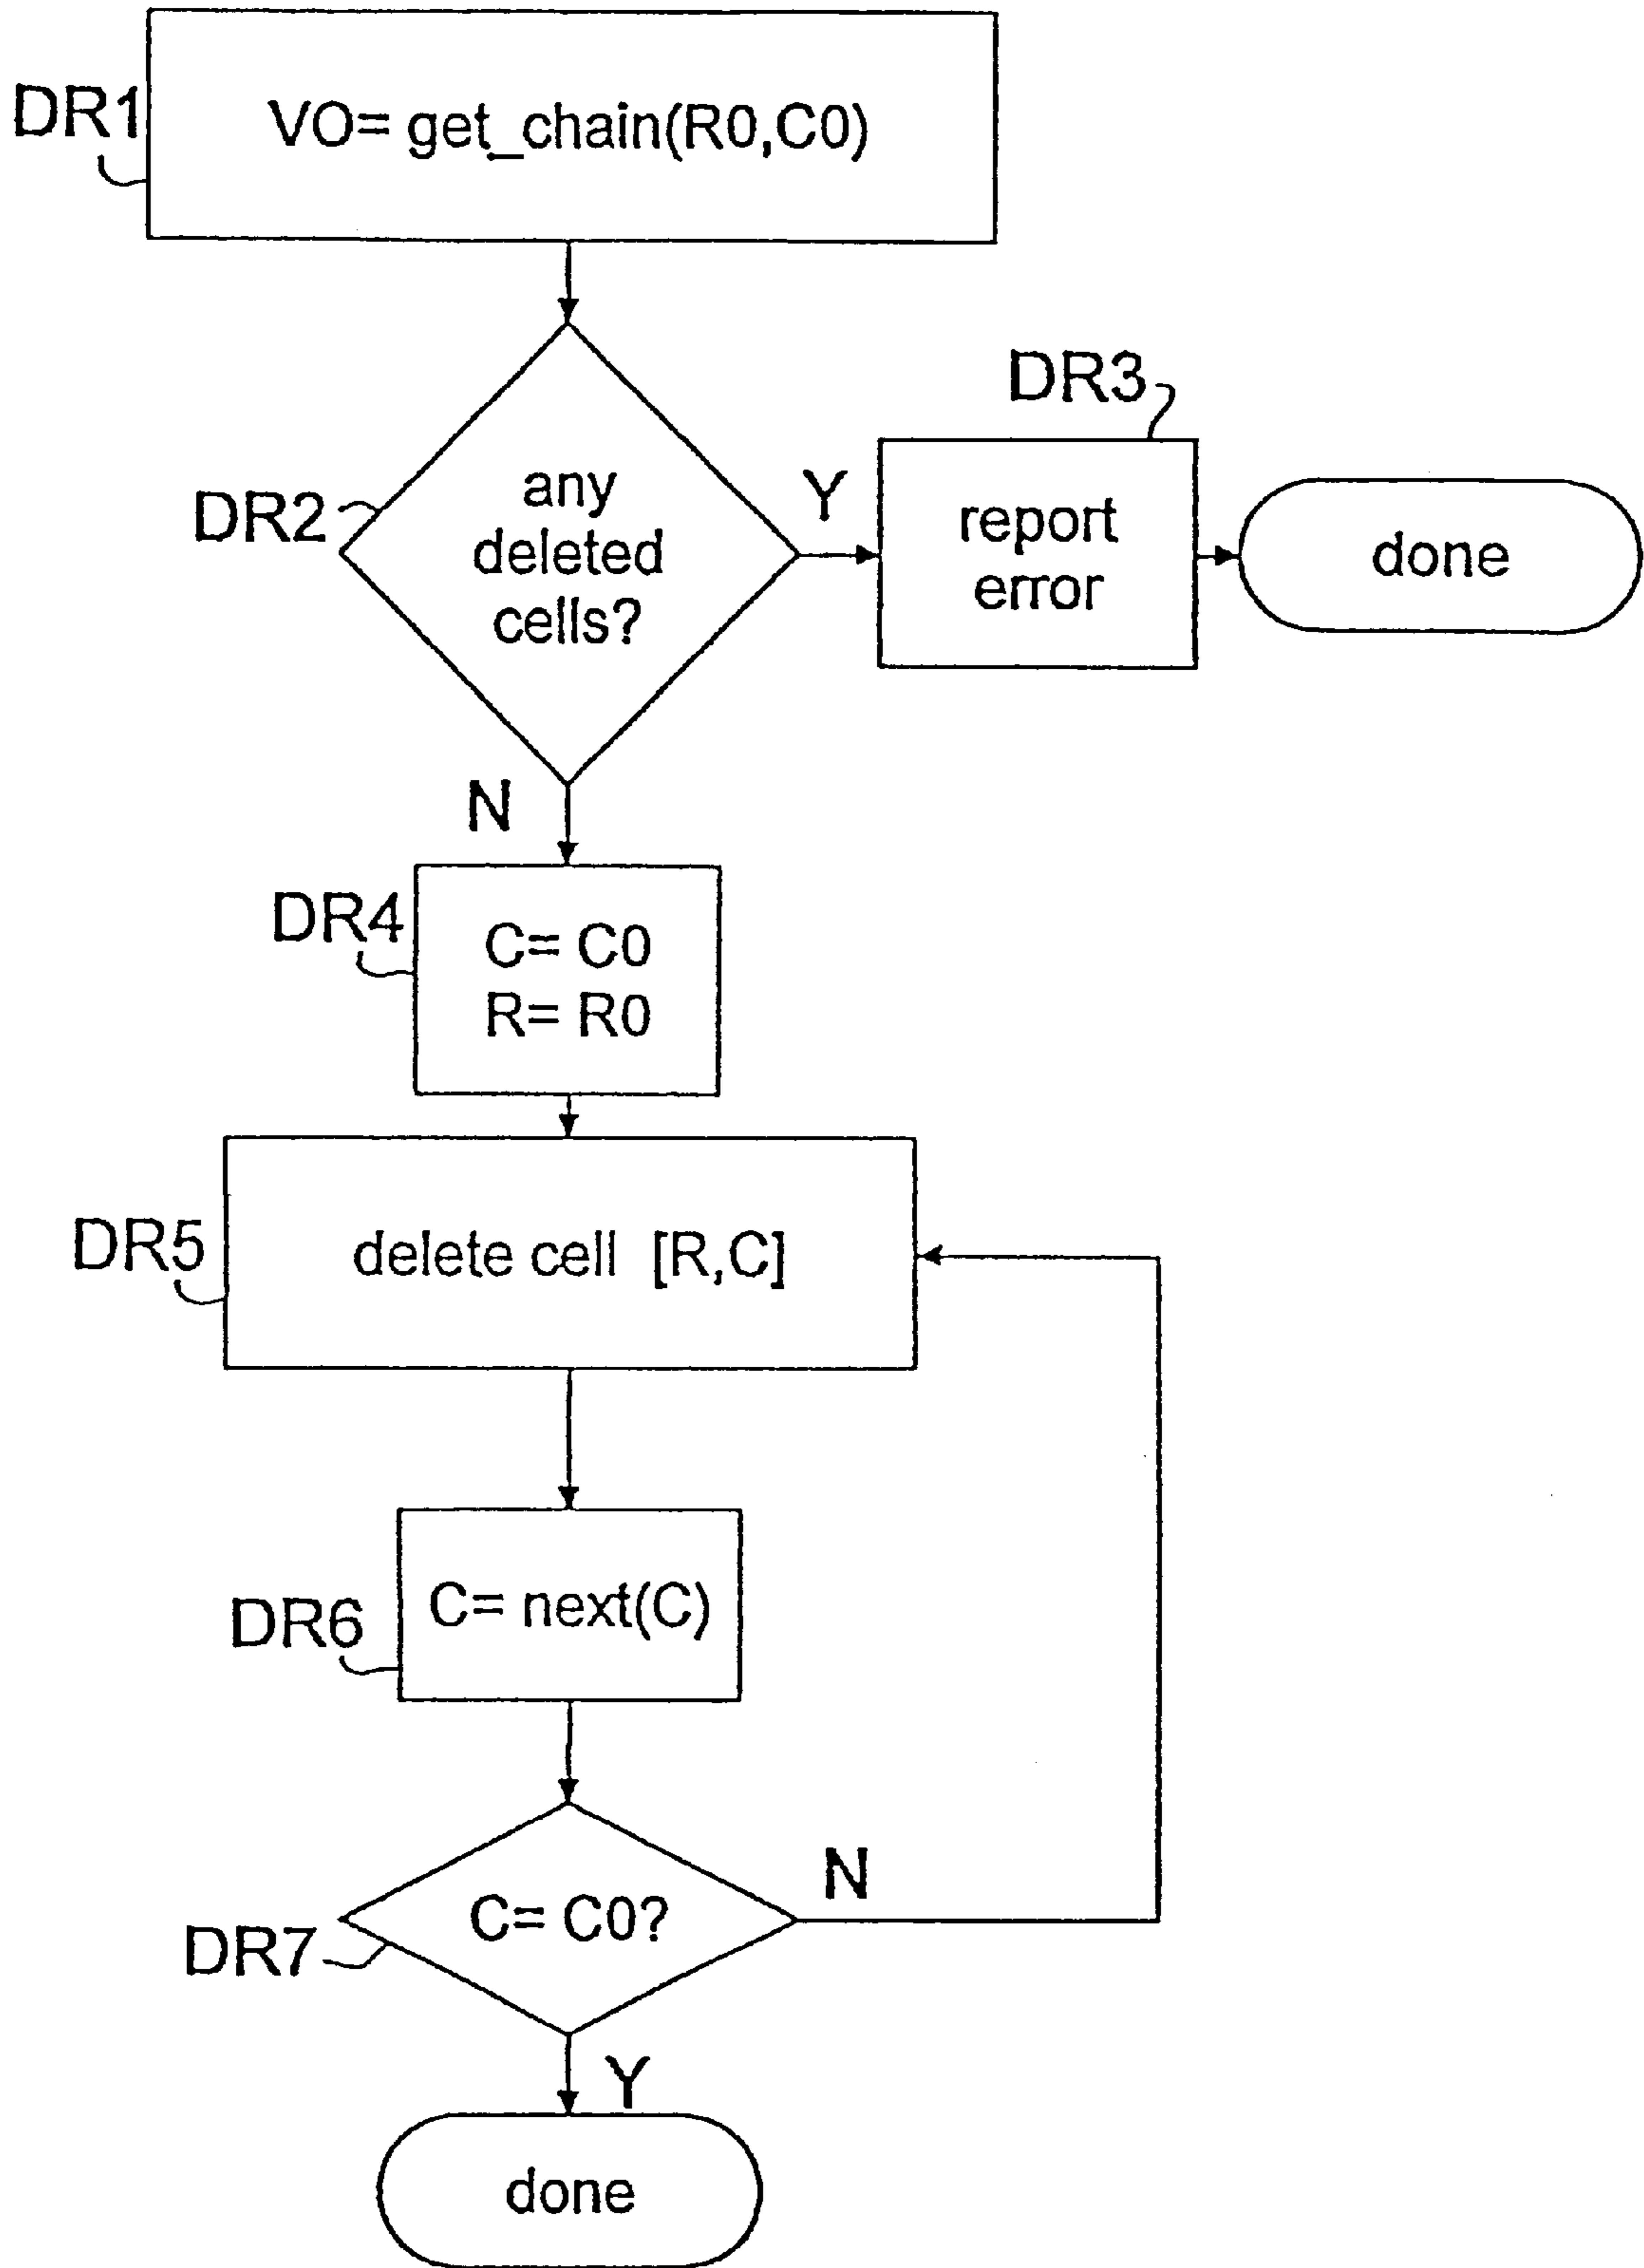 DR1
VO= get_chain(R0,C0)
DR3
DR2
any
deleted
cells?
Y
report
error
done
N
DR4
C= C0
R= R0
DR5
delete cell [R,C]
DR6
C= next(C)
DR7
C= C0?
N
Y
done